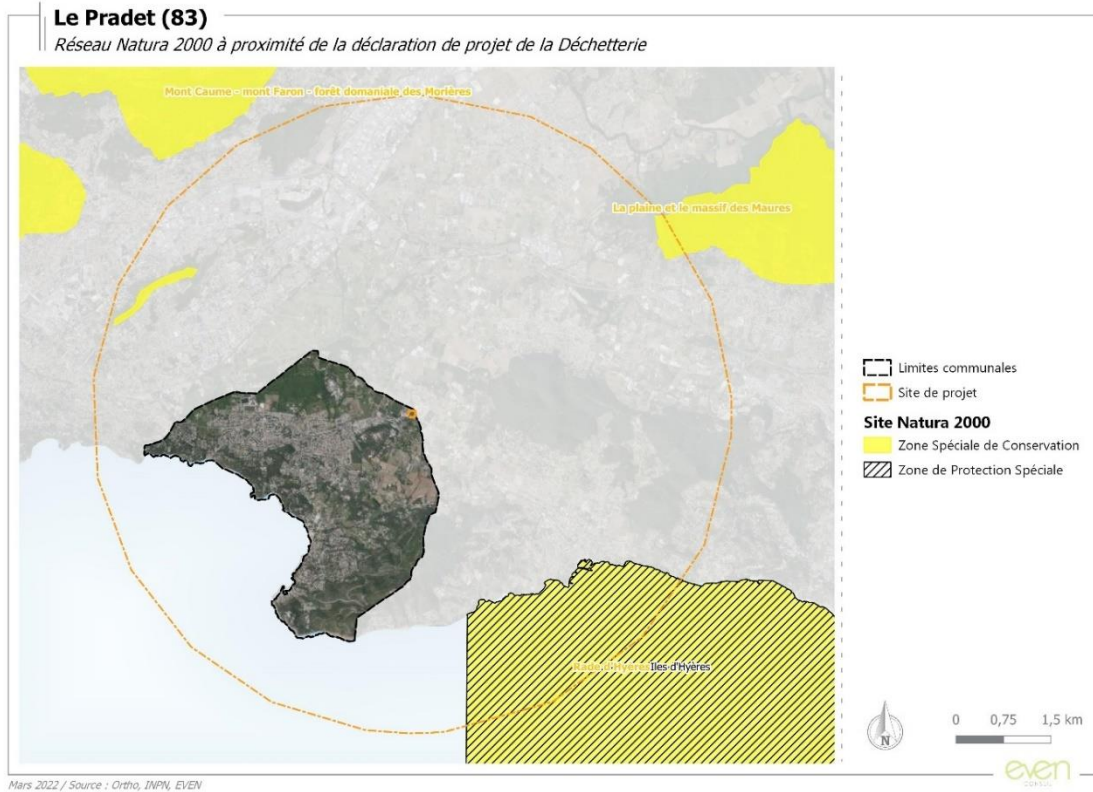 Le Pradet (83)
Réseau Natura 2000 à proximité de la déclaration de projet de la Déchetterie
Mont Caume - mont Faron - forêt domaniale des Morières
La plaine et le massif des Maures
Rade d'Hyères
Iles d'Hyères
Limites communales
Site de projet
Site Natura 2000
Zone Spéciale de Conservation
Zone de Protection Spéciale
N
0 0,75 1,5 km
even
CONSEIL
Mars 2022 / Source : Ortho, INPN, EVEN